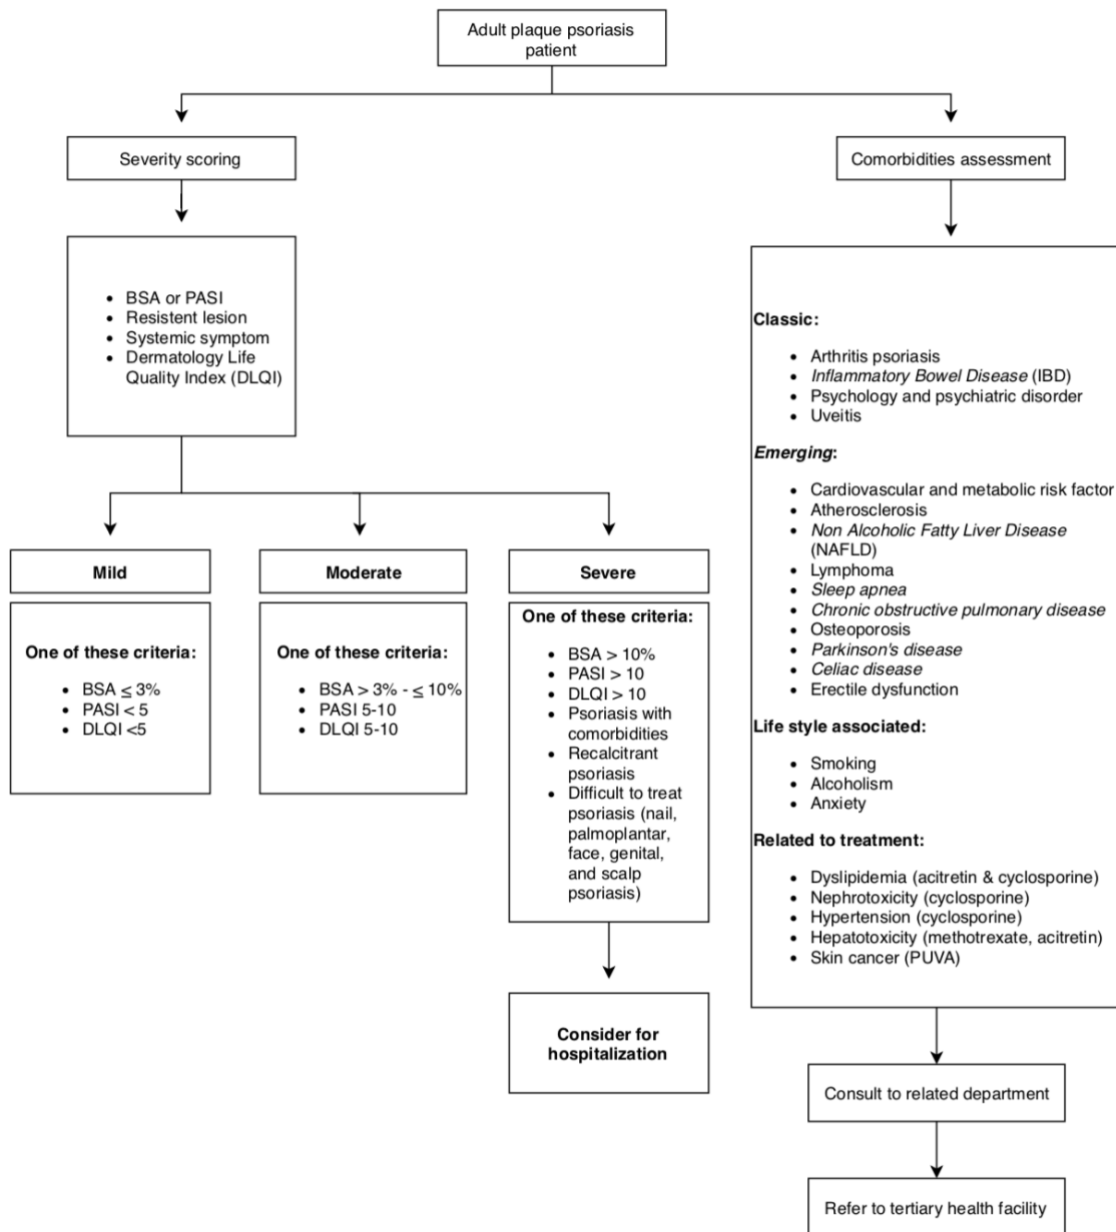 Adult plaque psoriasis
patient
Severity scoring
Comorbidities assessment
• BSA or PASI
• Resistent lesion
• Systemic symptom
• Dermatology Life
Quality Index (DLQI)
Mild
One of these criteria:
• BSA ≤ 3%
• PASI < 5
• DLQI <5
Moderate
One of these criteria:
• BSA > 3% - ≤ 10%
• PASI 5-10
• DLQI 5-10
Severe
One of these criteria:
• BSA > 10%
• PASI > 10
• DLQI > 10
• Psoriasis with
comorbidities
• Recalcitrant
psoriasis
• Difficult to treat
psoriasis (nail,
palmoplantar,
face, genital,
and scalp
psoriasis)
Consider for
hospitalization
Classic:
• Arthritis psoriasis
• Inflammatory Bowel Disease (IBD)
• Psychology and psychiatric disorder
• Uveitis
Emerging:
• Cardiovascular and metabolic risk factor
• Atherosclerosis
• Non Alcoholic Fatty Liver Disease
(NAFLD)
• Lymphoma
• Sleep apnea
• Chronic obstructive pulmonary disease
• Osteoporosis
• Parkinson's disease
• Celiac disease
• Erectile dysfunction
Life style associated:
• Smoking
• Alcoholism
• Anxiety
Related to treatment:
• Dyslipidemia (acitretin & cyclosporine)
• Nephrotoxicity (cyclosporine)
• Hypertension (cyclosporine)
• Hepatotoxicity (methotrexate, acitretin)
• Skin cancer (PUVA)
Consult to related department
Refer to tertiary health facility